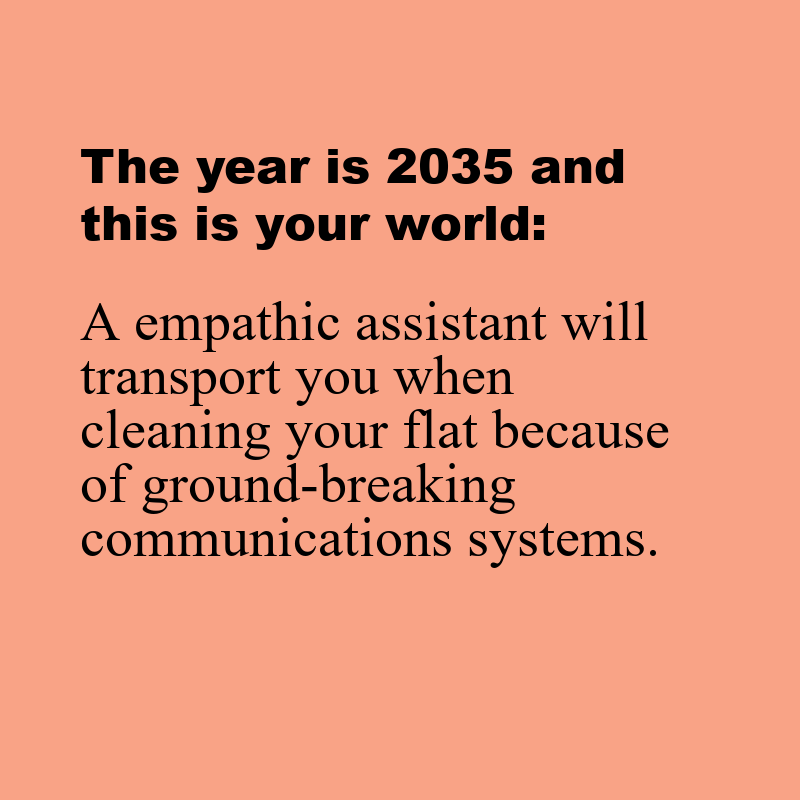 The year is 2035 and
this is your world:
A empathic assistant will
transport you when
cleaning your flat because
of ground-breaking
communications systems.